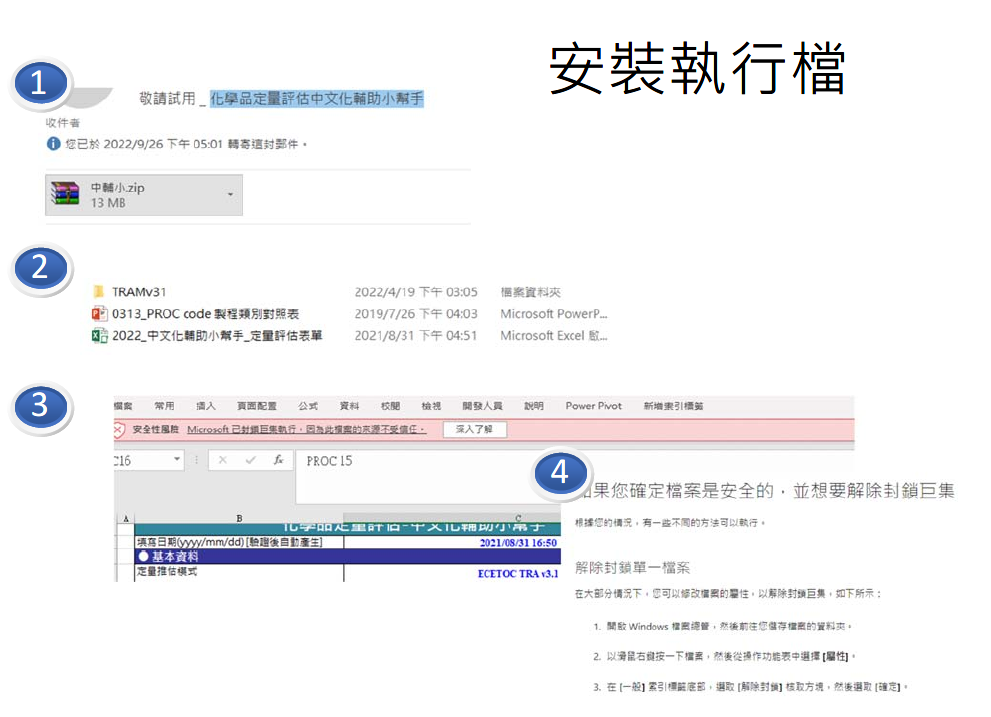 安裝執行檔
1
敬請試用 _ 化學品定量評估中文化輔助小幫手
收件者
您已於 2022/9/26 下午 05:01 轉寄這封郵件。
中輔小.zip
13 MB
2
TRAMv31 2022/4/19 下午 03:05 檔案資料夾
0313_PROC code 製程類別對照表 2019/7/26 下午 04:03 Microsoft PowerP...
2022_中文化輔助小幫手_定量評估表單 2021/8/31 下午 04:51 Microsoft Excel 啟...
3
檔案 常用 插入 頁面配置 公式 資料 校閱 檢視 開發人員 說明 Power Pivot 新增索引標籤
安全性風險 Microsoft 已封鎖巨集執行,因為此檔案的來源不受信任。 深入了解
C16 fx PROC 15
A B C
化學品定量評估-中文化輔助小幫手
填寫日期(yyyy/mm/dd)[驗證後自動產生] 2021/08/31 16:50
基本資料
定量推估模式 ECETOC TRA v3.1
4
如果您確定檔案是安全的,並想要解除封鎖巨集
根據您的情況,有一些不同的方法可以執行。
解除封鎖單一檔案
在大部分情況下,您可以修改檔案的屬性,以解除封鎖巨集,如下所示:
1. 開啟 Windows 檔案總管,然後前往您儲存檔案的資料夾。
2. 以滑鼠右鍵按一下檔案,然後從操作功能表中選擇 [屬性]。
3. 在 [一般] 索引標籤底部,選取 [解除封鎖] 核取方塊,然後選取 [確定]。